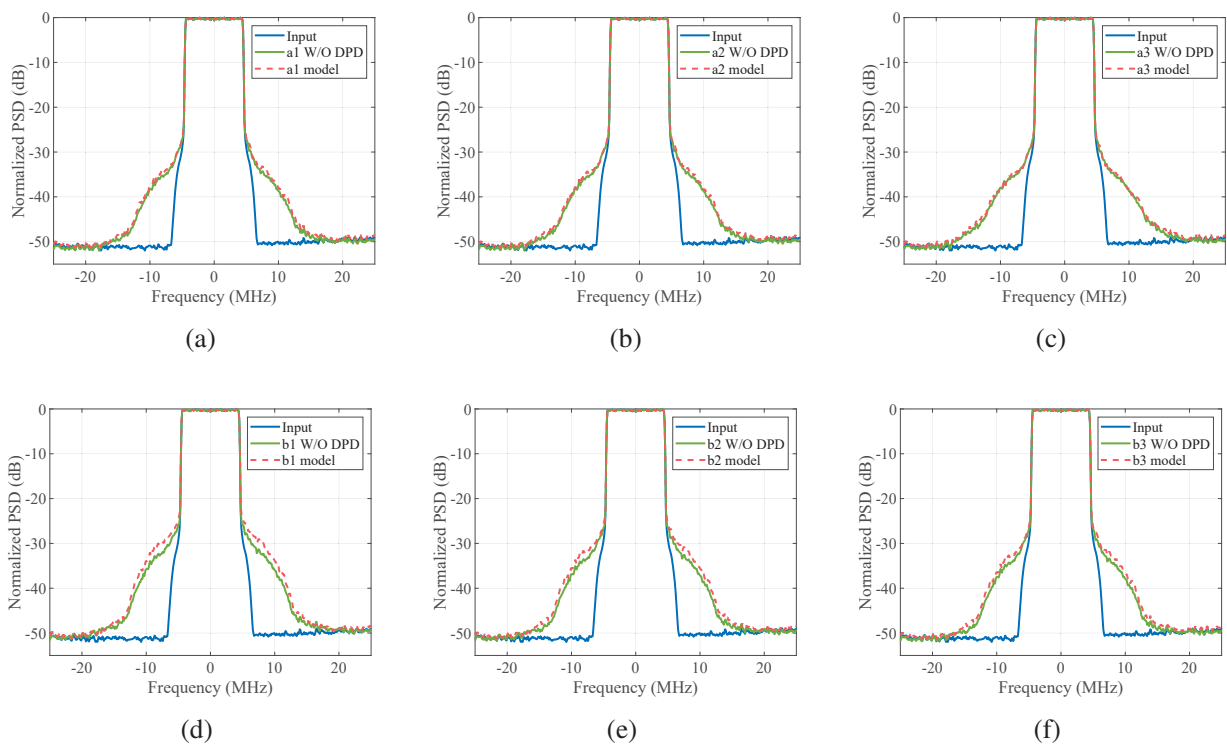 0
-10
-20
-30
-40
-50
Normalized PSD (dB)
-20 -10 0 10 20
Frequency (MHz)
Input
a1 W/O DPD
a1 model
(a)
0
-10
-20
-30
-40
-50
Normalized PSD (dB)
-20 -10 0 10 20
Frequency (MHz)
Input
a2 W/O DPD
a2 model
(b)
0
-10
-20
-30
-40
-50
Normalized PSD (dB)
-20 -10 0 10 20
Frequency (MHz)
Input
a3 W/O DPD
a3 model
(c)
0
-10
-20
-30
-40
-50
Normalized PSD (dB)
-20 -10 0 10 20
Frequency (MHz)
Input
b1 W/O DPD
b1 model
(d)
0
-10
-20
-30
-40
-50
Normalized PSD (dB)
-20 -10 0 10 20
Frequency (MHz)
Input
b2 W/O DPD
b2 model
(e)
0
-10
-20
-30
-40
-50
Normalized PSD (dB)
-20 -10 0 10 20
Frequency (MHz)
Input
b3 W/O DPD
b3 model
(f)